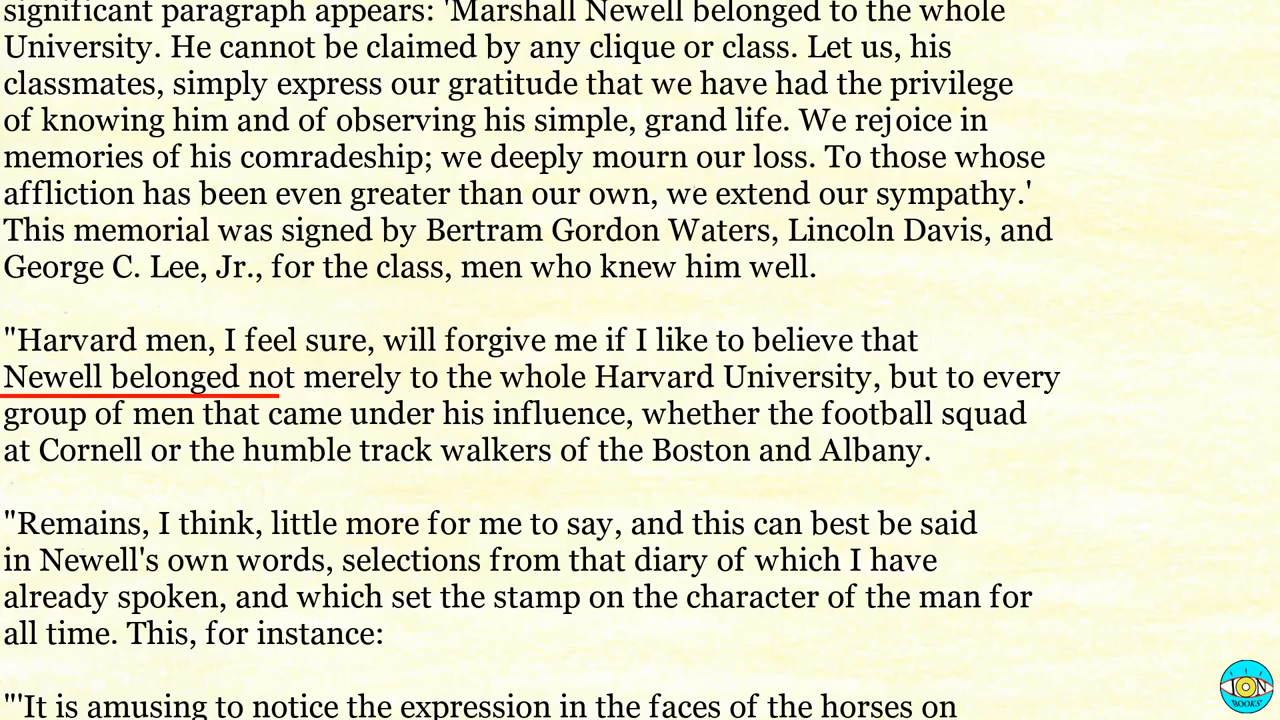 significant paragraph appears: 'Marshall Newell belonged to the whole
University. He cannot be claimed by any clique or class. Let us, his
classmates, simply express our gratitude that we have had the privilege
of knowing him and of observing his simple, grand life. We rejoice in
memories of his comradeship; we deeply mourn our loss. To those whose
affliction has been even greater than our own, we extend our sympathy.'
This memorial was signed by Bertram Gordon Waters, Lincoln Davis, and
George C. Lee, Jr., for the class, men who knew him well.
"Harvard men, I feel sure, will forgive me if I like to believe that
Newell belonged not merely to the whole Harvard University, but to every
group of men that came under his influence, whether the football squad
at Cornell or the humble track walkers of the Boston and Albany.
"Remains, I think, little more for me to say, and this can best be said
in Newell's own words, selections from that diary of which I have
already spoken, and which set the stamp on the character of the man for
all time. This, for instance:
"'It is amusing to notice the expression in the faces of the horses on
ION
BOOKS